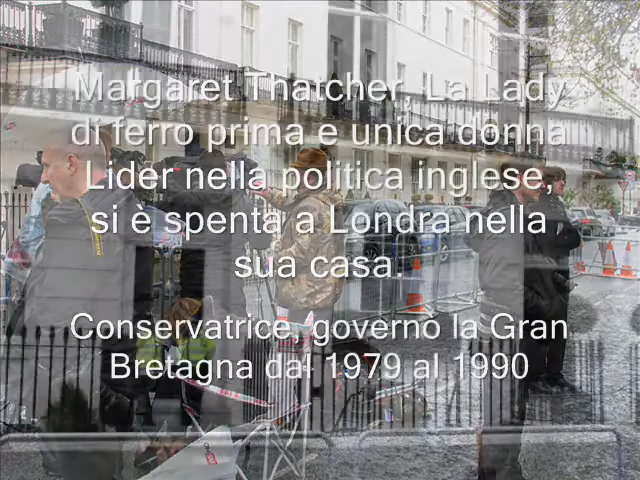 Margaret Thatcher, La Lady
di ferro prima e unica donna
Lider nella politica inglese,
si è spenta a Londra nella
sua casa.
Conservatrice, governo la Gran
Bretagna dal 1979 al 1990